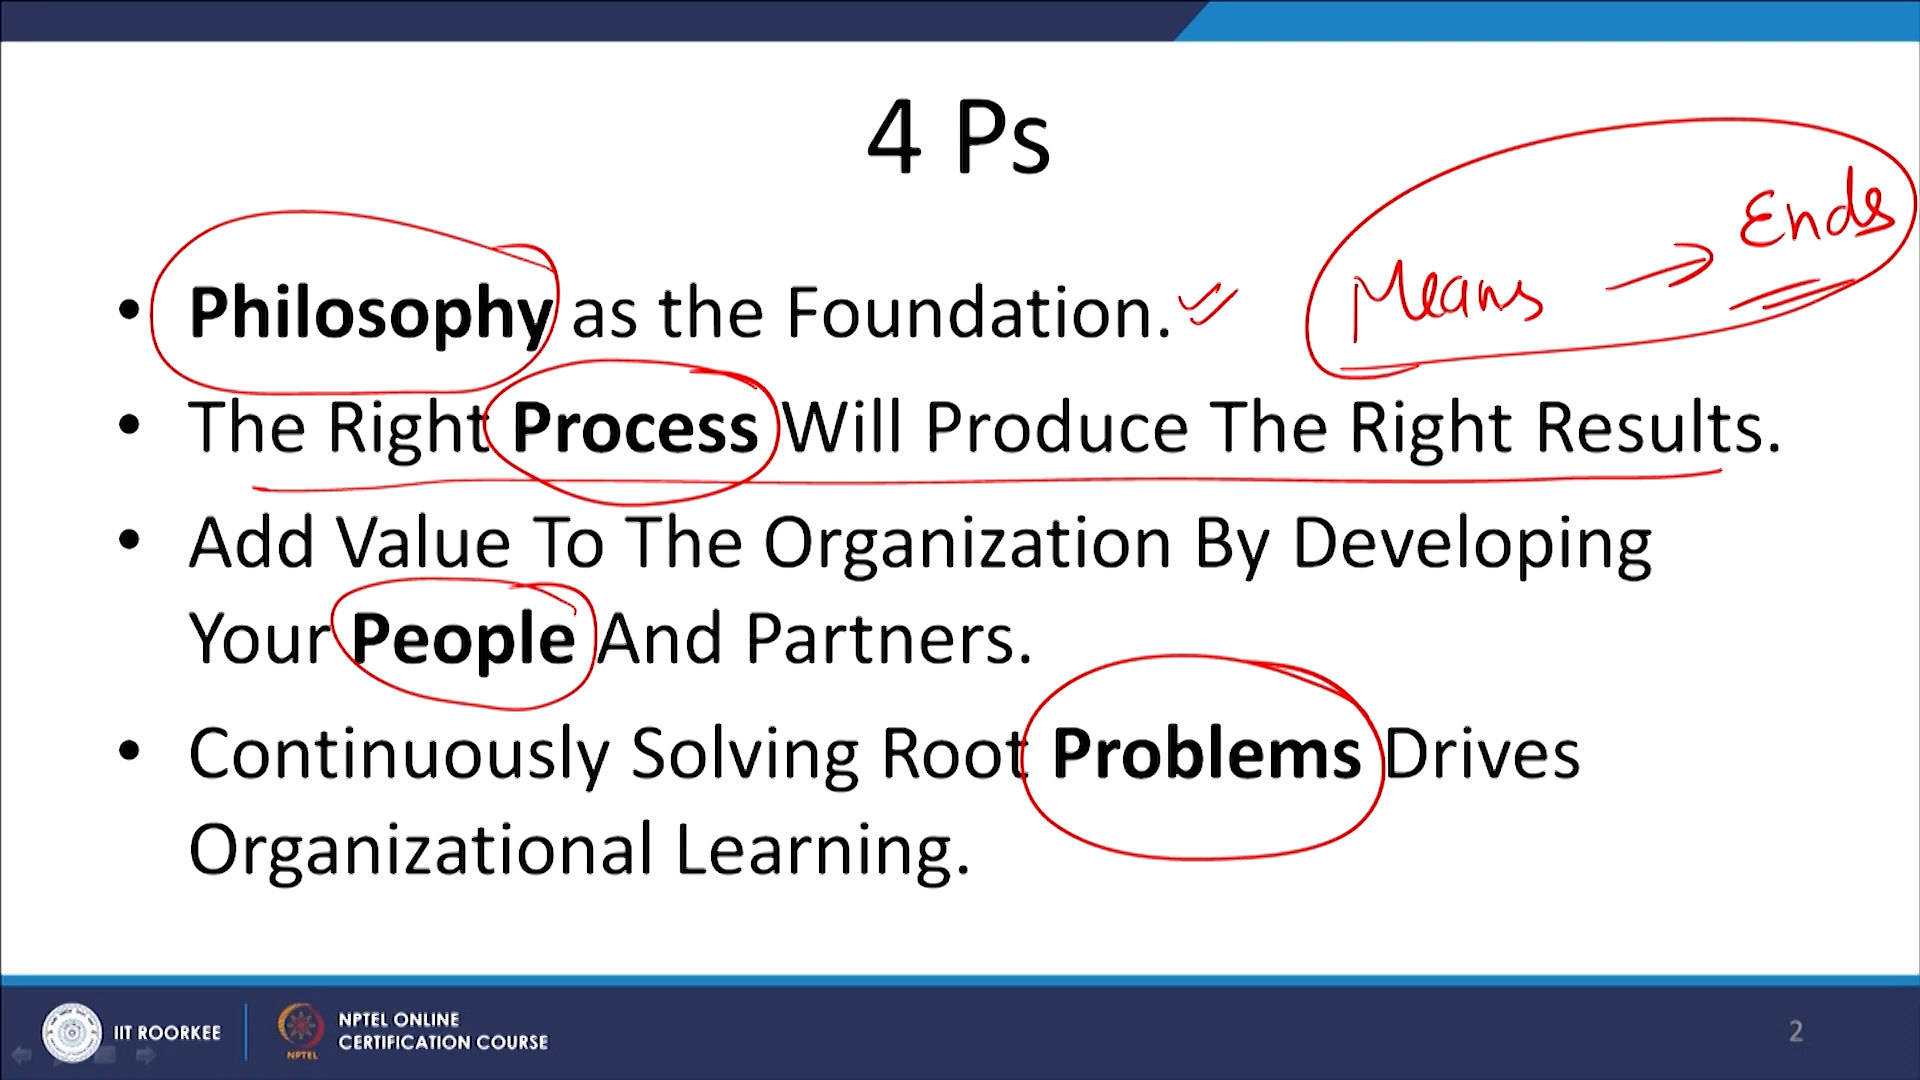 4 Ps
Means → Ends
• Philosophy as the Foundation.
• The Right Process Will Produce The Right Results.
• Add Value To The Organization By Developing
Your People And Partners.
• Continuously Solving Root Problems Drives
Organizational Learning.
IIT ROORKEE
NPTEL
NPTEL ONLINE
CERTIFICATION COURSE
2